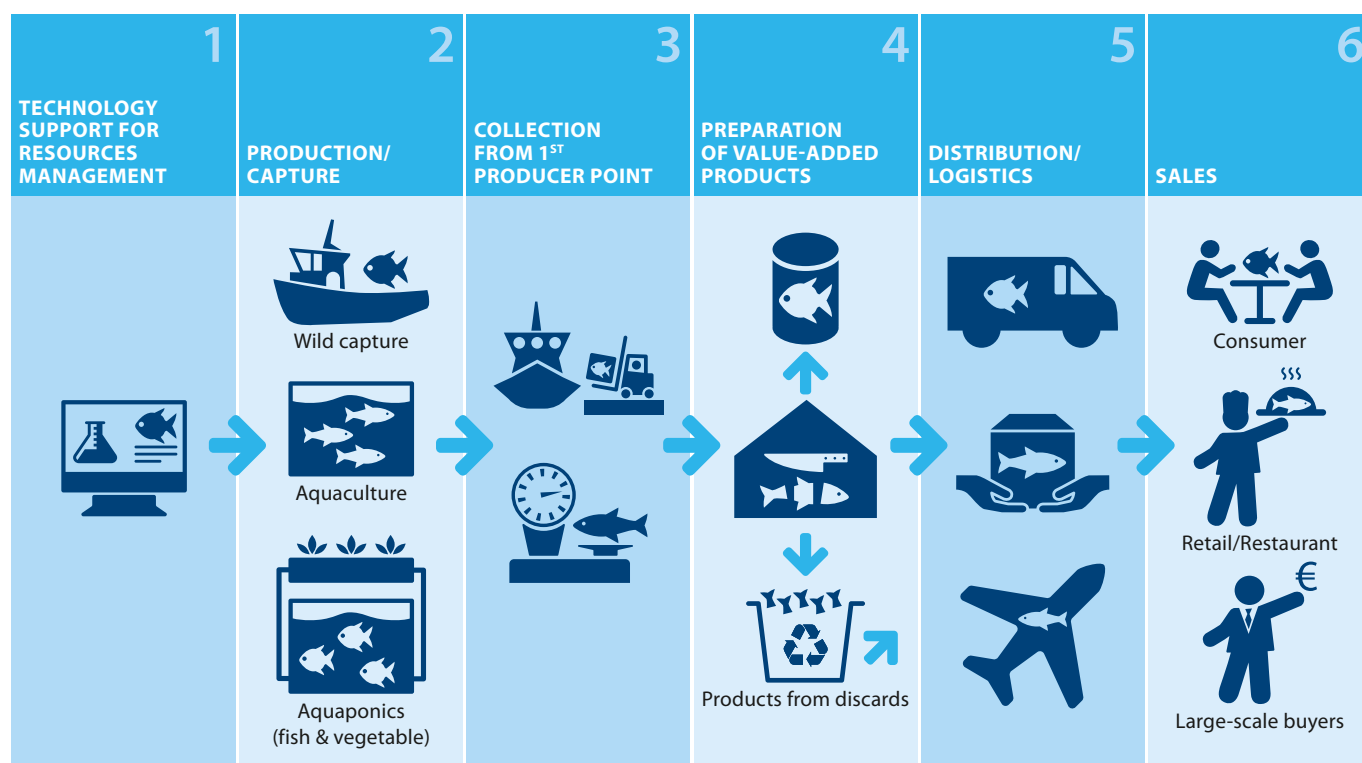 1
TECHNOLOGY
SUPPORT FOR
RESOURCES
MANAGEMENT
2
PRODUCTION/
CAPTURE
Wild capture
Aquaculture
Aquaponics
(fish & vegetable)
3
COLLECTION
FROM 1ST
PRODUCER POINT
4
PREPARATION
OF VALUE-ADDED
PRODUCTS
Products from discards
5
DISTRIBUTION/
LOGISTICS
6
SALES
Consumer
Retail/Restaurant
€
Large-scale buyers